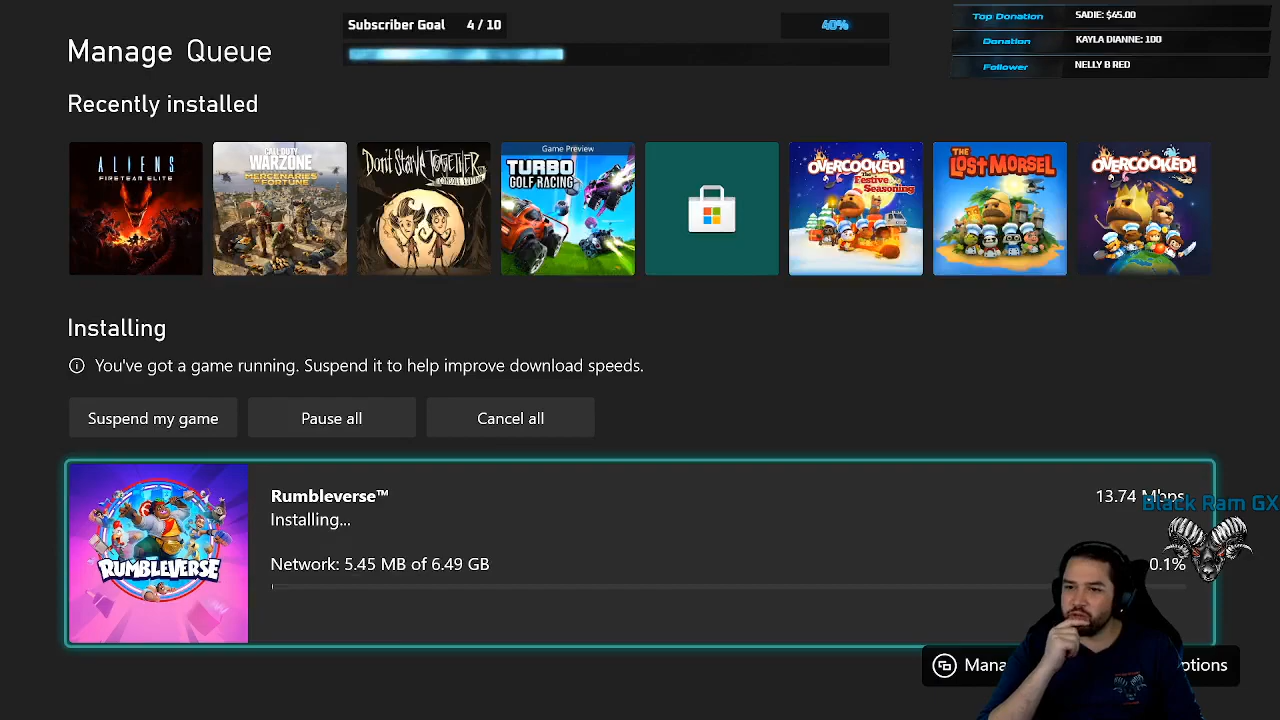 Subscriber Goal 4 / 10
40%
Top Donation SADIE: $45.00
Donation KAYLA DIANNE: 100
Follower NELLY B RED
Manage Queue
Recently installed
ALIENS
FIRETEAM ELITE
CALL OF DUTY
WARZONE
MERCENARIES
OF FORTUNE
Don't Starve TOGETHER
CONSOLE EDITION
Game Preview
TURBO
GOLF RACING
OVERCOOKED!
Festive
Seasoning
THE
LOST MORSEL
OVERCOOKED!
Installing
You've got a game running. Suspend it to help improve download speeds.
Suspend my game
Pause all
Cancel all
RUMBLEVERSE
Rumbleverse™
13.74 Mbps
Installing...
Black Ram GX
Network: 5.45 MB of 6.49 GB
0.1%